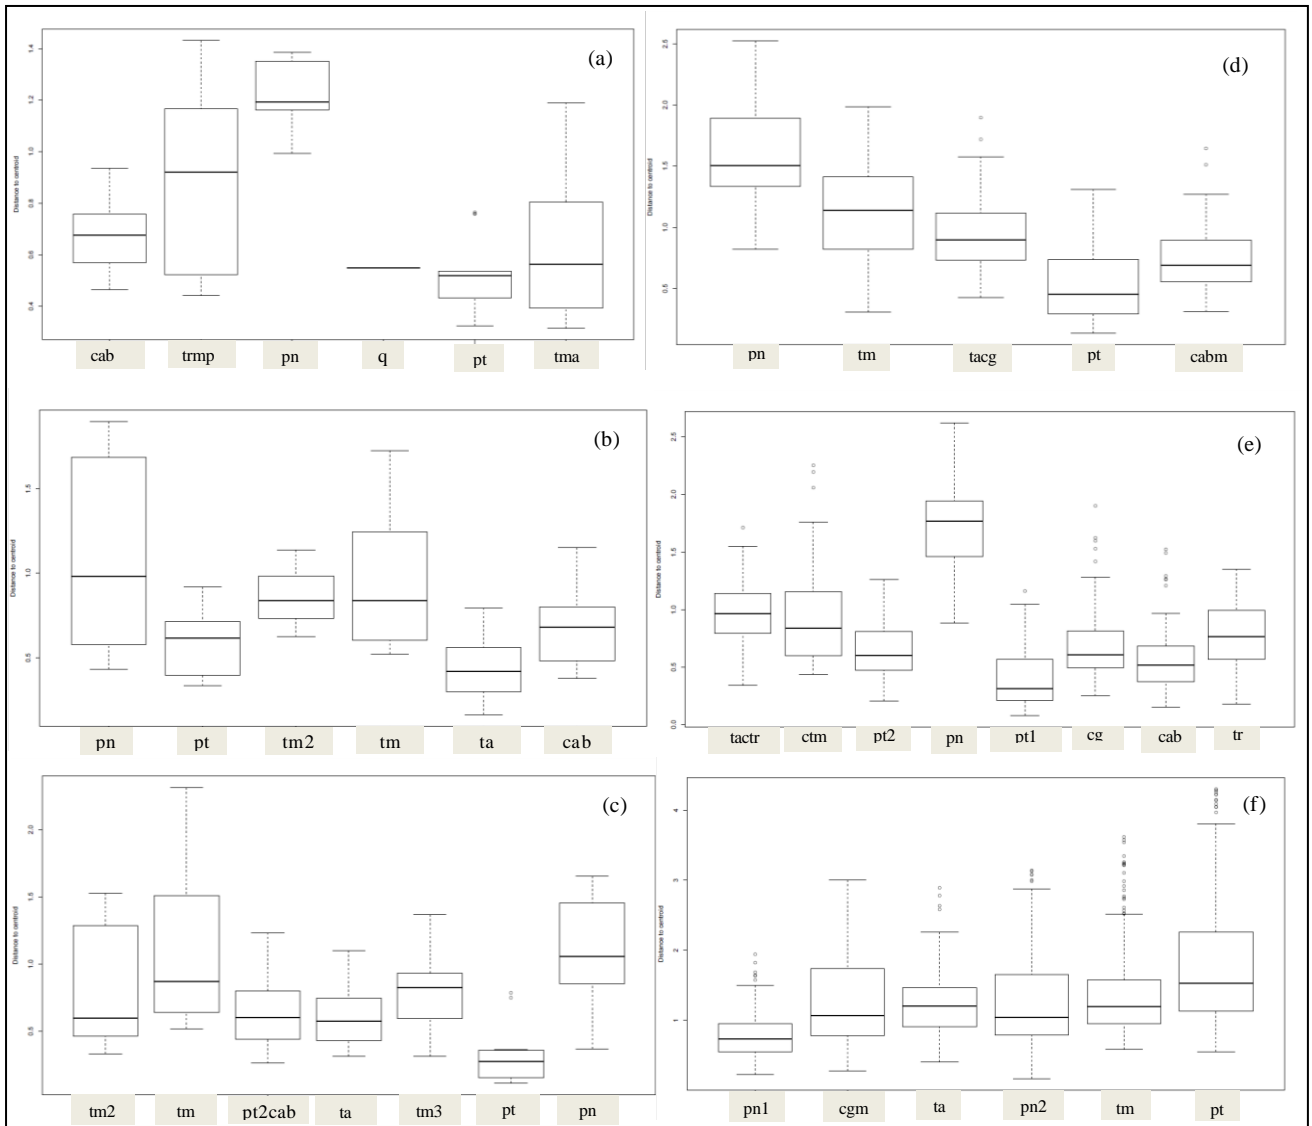 (a)
Distance to centroid
1.4
1.2
1.0
0.8
0.6
0.4
cab trmp pn q pt tma
(d)
Distance to centroid
2.5
2.0
1.5
1.0
0.5
pn tm tacg pt cabm
(b)
Distance to centroid
1.5
1.0
0.5
pn pt tm2 tm ta cab
(e)
Distance to centroid
2.5
2.0
1.5
1.0
0.5
0.0
tactr ctm pt2 pn pt1 cg cab tr
(c)
Distance to centroid
2.0
1.5
1.0
0.5
tm2 tm pt2cab ta tm3 pt pn
(f)
Distance to centroid
4
3
2
1
pn1 cgm ta pn2 tm pt